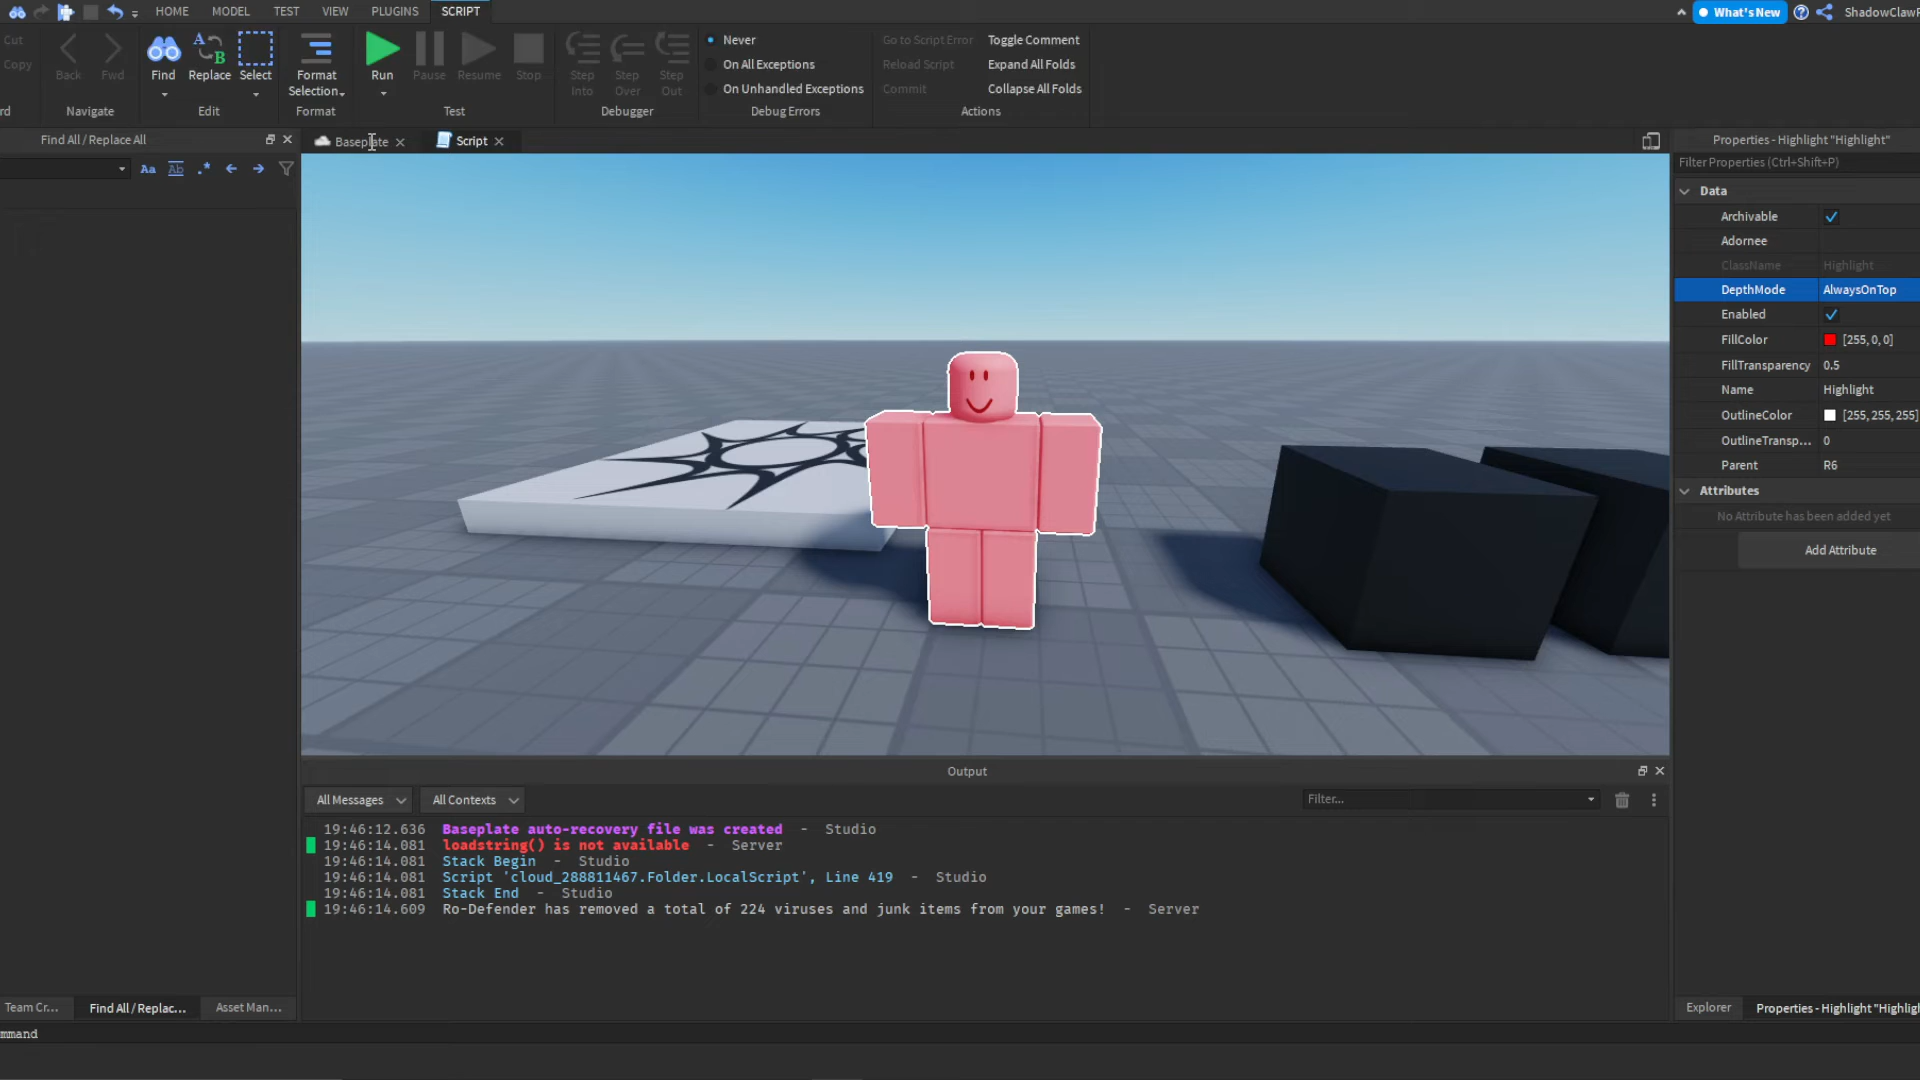 HOME MODEL TEST VIEW PLUGINS SCRIPT What's New
Cut
Copy
Back Fwd Find Replace Select Format Selection Run Pause Resume Stop Step Into Step Over Step Out
Never
On All Exceptions
On Unhandled Exceptions
Go to Script Error
Reload Script
Commit
Toggle Comment
Expand All Folds
Collapse All Folds
Navigate Edit Format Test Debugger Debug Errors Actions
Find All / Replace All
Baseplate
Script
Properties - Highlight "Highlight"
Filter Properties (Ctrl+Shift+P)
Data
Archivable
Adornee
ClassName Highlight
DepthMode AlwaysOnTop
Enabled
FillColor [255, 0, 0]
FillTransparency 0.5
Name Highlight
OutlineColor [255, 255, 255]
OutlineTransp... 0
Parent R6
Attributes
No Attribute has been added yet
Add Attribute
Output
All Messages All Contexts Filter...
19:46:12.636 Baseplate auto-recovery file was created - Studio
19:46:14.081 loadstring() is not available - Server
19:46:14.081 Stack Begin - Studio
19:46:14.081 Script 'cloud_288811467.Folder.LocalScript', Line 419 - Studio
19:46:14.081 Stack End - Studio
19:46:14.609 Ro-Defender has removed a total of 224 viruses and junk items from your games! - Server
Team Cr... Find All / Replac... Asset Man...
Explorer Properties - Highlight "Highlig
mmand